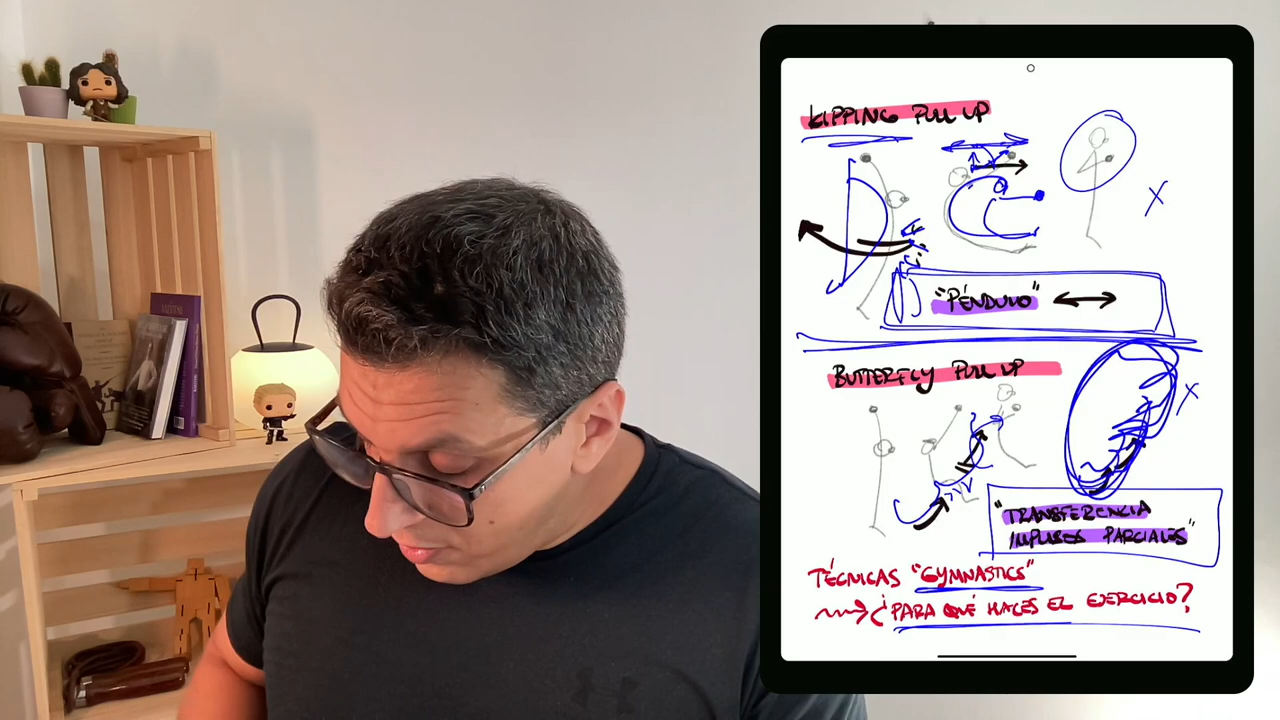 KIPPING PULL UP
X
"PÉNDULO"
BUTTERFLY PULL UP
X
"TRANSFERENCIA
IMPULSOS PARCIALES"
TÉCNICAS "GYMNASTICS"
¿PARA QUÉ HACES EL EJERCICIO?